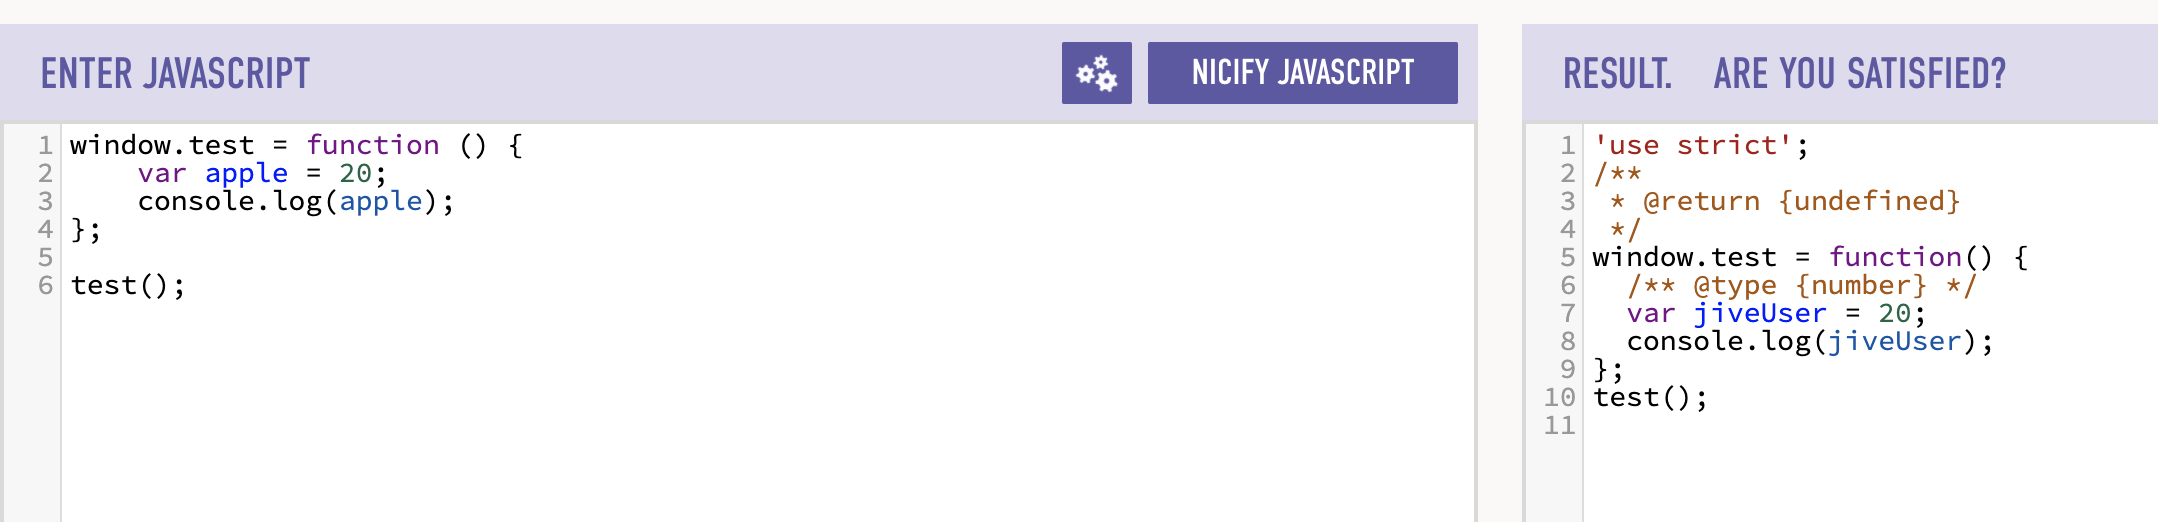 ENTER JAVASCRIPT
NICIFY JAVASCRIPT
1 window.test = function () {
2     var apple = 20;
3     console.log(apple);
4 };
5
6 test();
RESULT. ARE YOU SATISFIED?
1 'use strict';
2 /**
3  * @return {undefined}
4  */
5 window.test = function() {
6   /** @type {number} */
7   var jiveUser = 20;
8   console.log(jiveUser);
9 };
10 test();
11